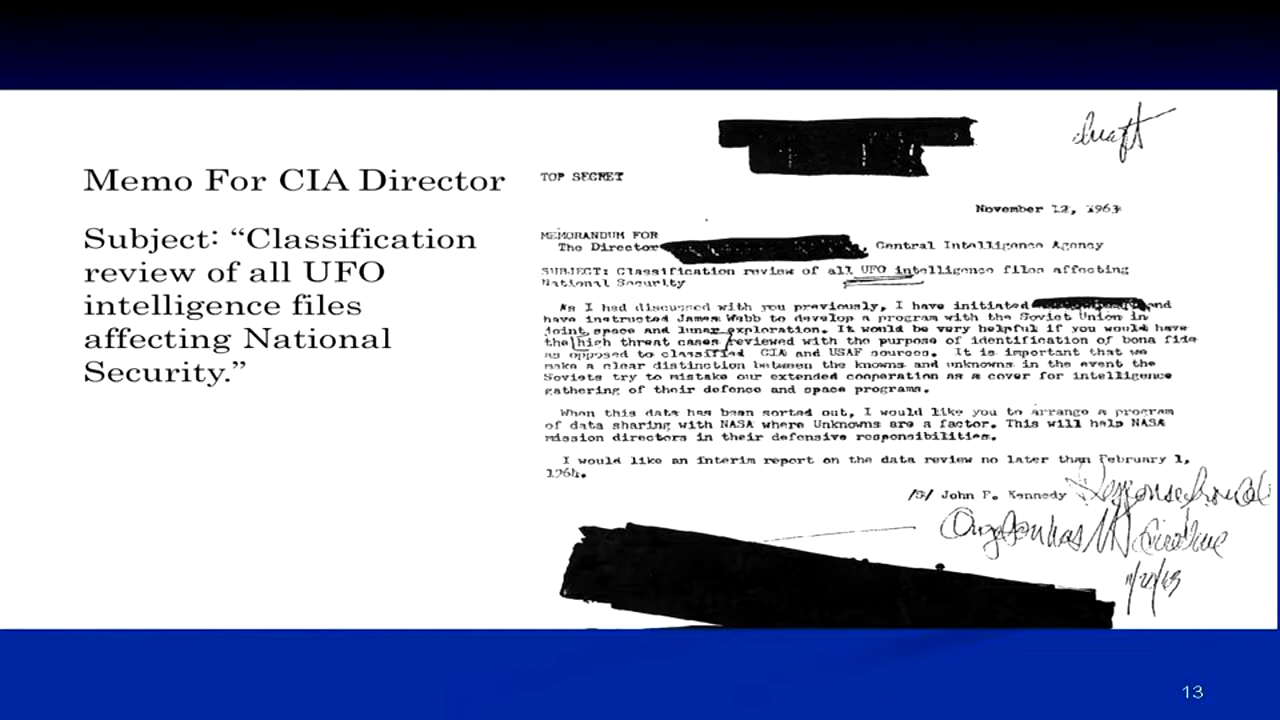 Memo For CIA Director
Subject: “Classification
review of all UFO
intelligence files
affecting National
Security.”
draft
TOP SECRET
November 12, 1963
MEMORANDUM FOR
The Director Central Intelligence Agency
SUBJECT: Classification review of all UFO intelligence files affecting
National Security
As I had discussed with you previously, I have initiated and
have instructed James Webb to develop a program with the Soviet Union in
joint space and lunar exploration. It would be very helpful if you would have
the high threat cases reviewed with the purpose of identification of bona fide
as opposed to classified CIA and USAF sources. It is important that we
make a clear distinction between the knowns and unknowns in the event the
Soviets try to mistake our extended cooperation as a cover for intelligence
gathering of their defence and space programs.
When this data has been sorted out, I would like you to arrange a program
of data sharing with NASA where Unknowns are a factor. This will help NASA
mission directors in their defensive responsibilities.
I would like an interim report on the data review no later than February 1,
1964.
/S/ John F. Kennedy
13